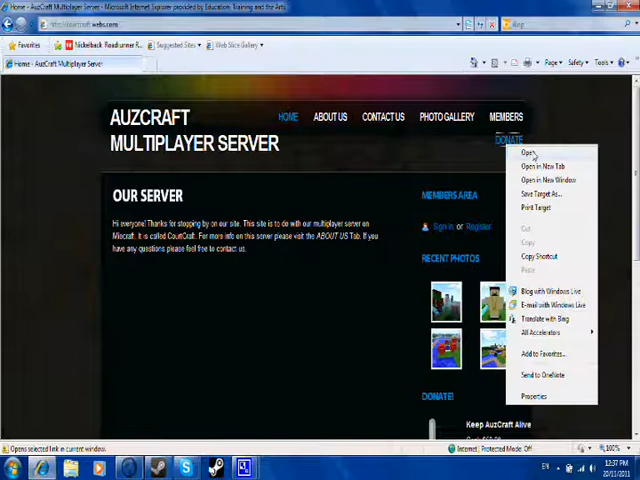 Home - AuzCraft Multiplayer Server - Microsoft Internet Explorer provided by Education, Training and the Arts
webs.com
Bing
Favorites
Nickelback Roadrunner R...
Suggested Sites
Web Slice Gallery
Home - AuzCraft Multiplayer Server
Page
Safety
Tools
AUZCRAFT
MULTIPLAYER SERVER
HOME
ABOUT US
CONTACT US
PHOTO GALLERY
MEMBERS
DONATE
OUR SERVER
Hi everyone! Thanks for stopping by on our site. This site is to do with our multiplayer server on
It is called CourtCraft. For more info on this server please visit the ABOUT US Tab. If you
have any questions please feel free to contact us.
MEMBERS AREA
Sign in or Register
RECENT PHOTOS
DONATE!
Keep AuzCraft Alive
Open
Open in New Tab
Open in New Window
Save Target As...
Print Target
Cut
Copy
Copy Shortcut
Paste
Blog with Windows Live
E-mail with Windows Live
Translate with Bing
All Accelerators
Add to Favorites...
Send to OneNote
Properties
Opens selected link in current window.
Internet | Protected Mode: Off
100%
EN
12:37 PM
20/11/2011